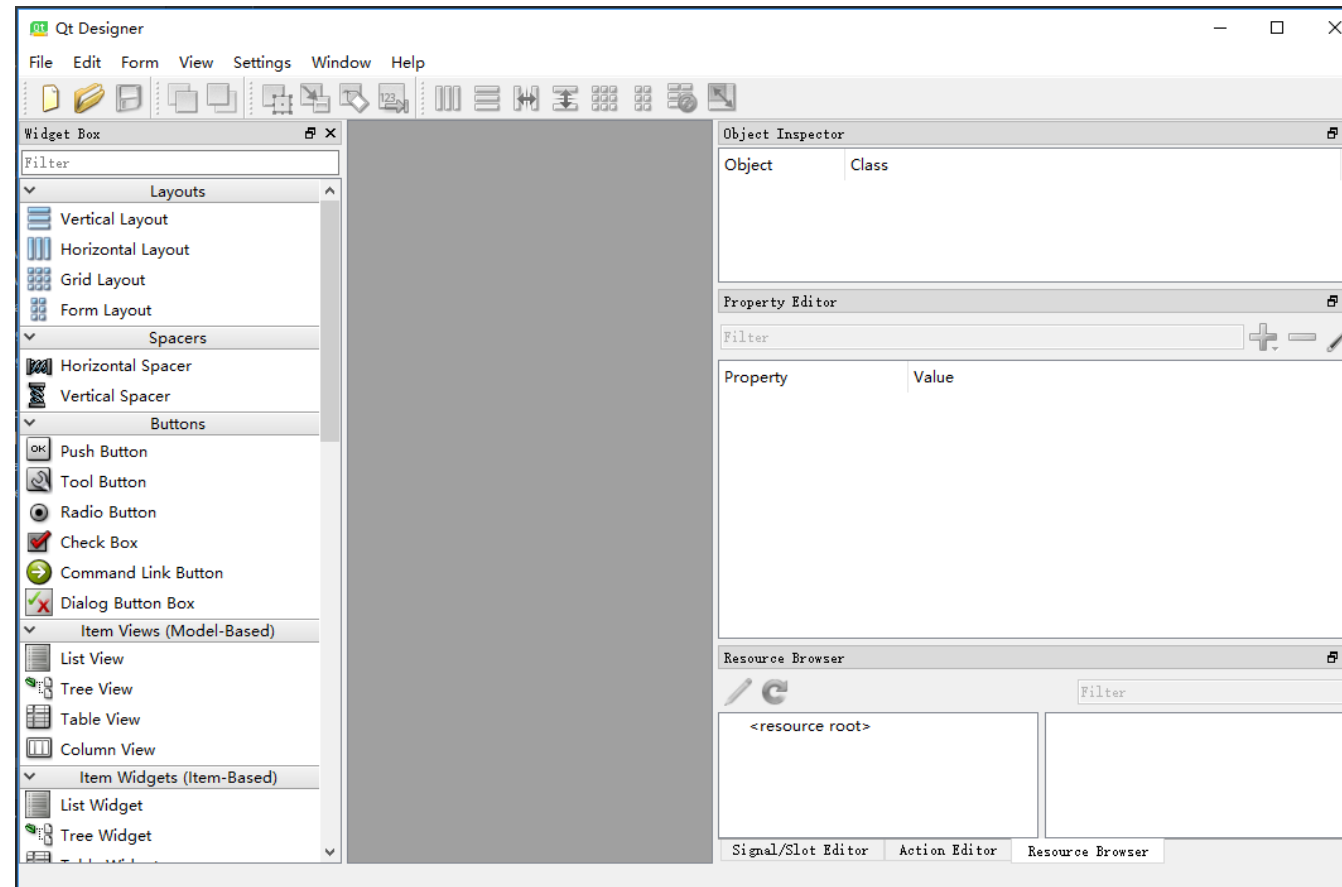 Qt Designer
File Edit Form View Settings Window Help
Widget Box
Filter
Layouts
Vertical Layout
Horizontal Layout
Grid Layout
Form Layout
Spacers
Horizontal Spacer
Vertical Spacer
Buttons
OK Push Button
Tool Button
Radio Button
Check Box
Command Link Button
Dialog Button Box
Item Views (Model-Based)
List View
Tree View
Table View
Column View
Item Widgets (Item-Based)
List Widget
Tree Widget
Object Inspector
Object Class
Property Editor
Filter
Property Value
Resource Browser
Filter
<resource root>
Signal/Slot Editor Action Editor Resource Browser